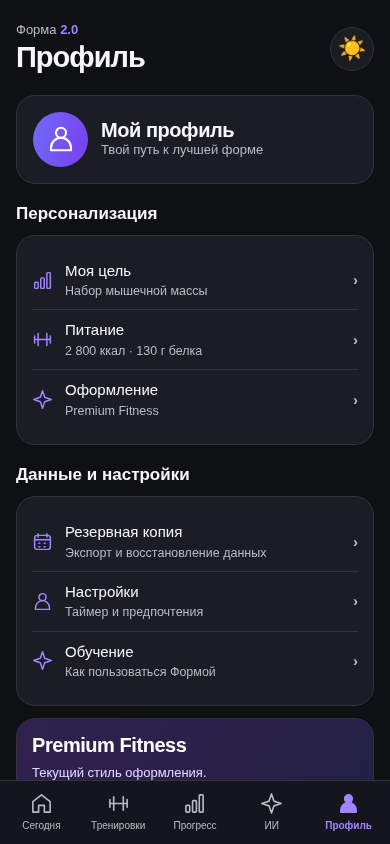 Форма 2.0
Профиль
Мой профиль
Твой путь к лучшей форме
Персонализация
Моя цель
Набор мышечной массы
Питание
2 800 ккал · 130 г белка
Оформление
Premium Fitness
Данные и настройки
Резервная копия
Экспорт и восстановление данных
Настройки
Таймер и предпочтения
Обучение
Как пользоваться Формой
Premium Fitness
Текущий стиль оформления.
Сегодня Тренировки Прогресс ИИ Профиль